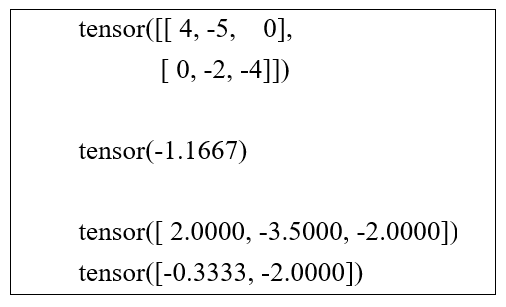 tensor([[ 4, -5,   0],
[ 0, -2, -4]])
tensor(-1.1667)
tensor([ 2.0000, -3.5000, -2.0000])
tensor([-0.3333, -2.0000])